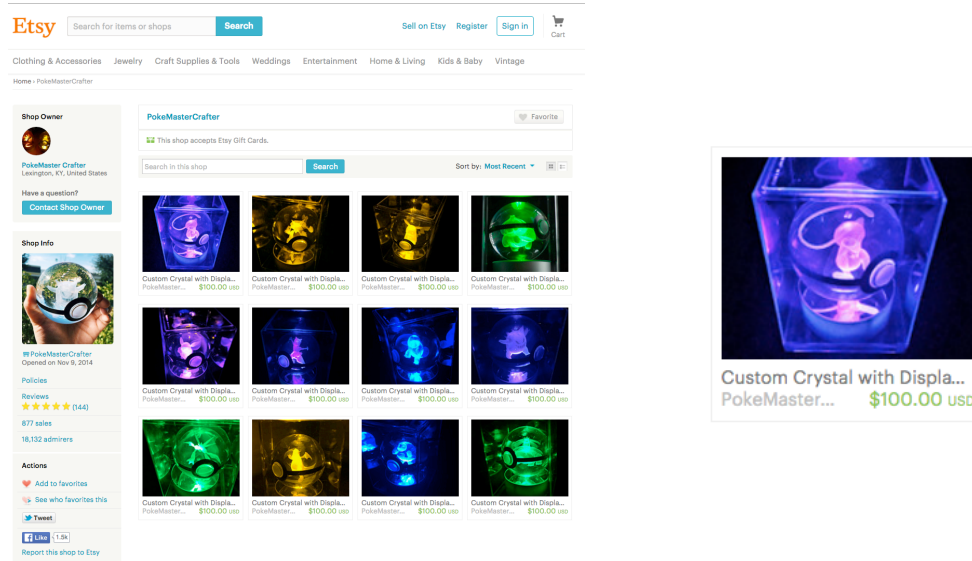 Etsy
Search for items or shops
Search
Sell on Etsy
Register
Sign in
Cart
Clothing & Accessories
Jewelry
Craft Supplies & Tools
Weddings
Entertainment
Home & Living
Kids & Baby
Vintage
Home › PokeMasterCrafter
Shop Owner
PokeMaster Crafter
Lexington, KY, United States
Have a question?
Contact Shop Owner
Shop Info
PokeMasterCrafter
Opened on Nov 9, 2014
Policies
Reviews
(144)
877 sales
18,132 admirers
Actions
Add to favorites
See who favorites this
Tweet
Like 1.5k
Report this shop to Etsy
PokeMasterCrafter
Favorite
This shop accepts Etsy Gift Cards.
Search in this shop
Search
Sort by: Most Recent
Custom Crystal with Displa...
PokeMaster... $100.00 USD
Custom Crystal with Displa...
PokeMaster... $100.00 USD
Custom Crystal with Displa...
PokeMaster... $100.00 USD
Custom Crystal with Displa...
PokeMaster... $100.00 USD
Custom Crystal with Displa...
PokeMaster... $100.00 USD
Custom Crystal with Displa...
PokeMaster... $100.00 USD
Custom Crystal with Displa...
PokeMaster... $100.00 USD
Custom Crystal with Displa...
PokeMaster... $100.00 USD
Custom Crystal with Displa...
PokeMaster... $100.00 USD
Custom Crystal with Displa...
PokeMaster... $100.00 USD
Custom Crystal with Displa...
PokeMaster... $100.00 USD
Custom Crystal with Displa...
PokeMaster... $100.00 USD
Custom Crystal with Displa...
PokeMaster... $100.00 USD